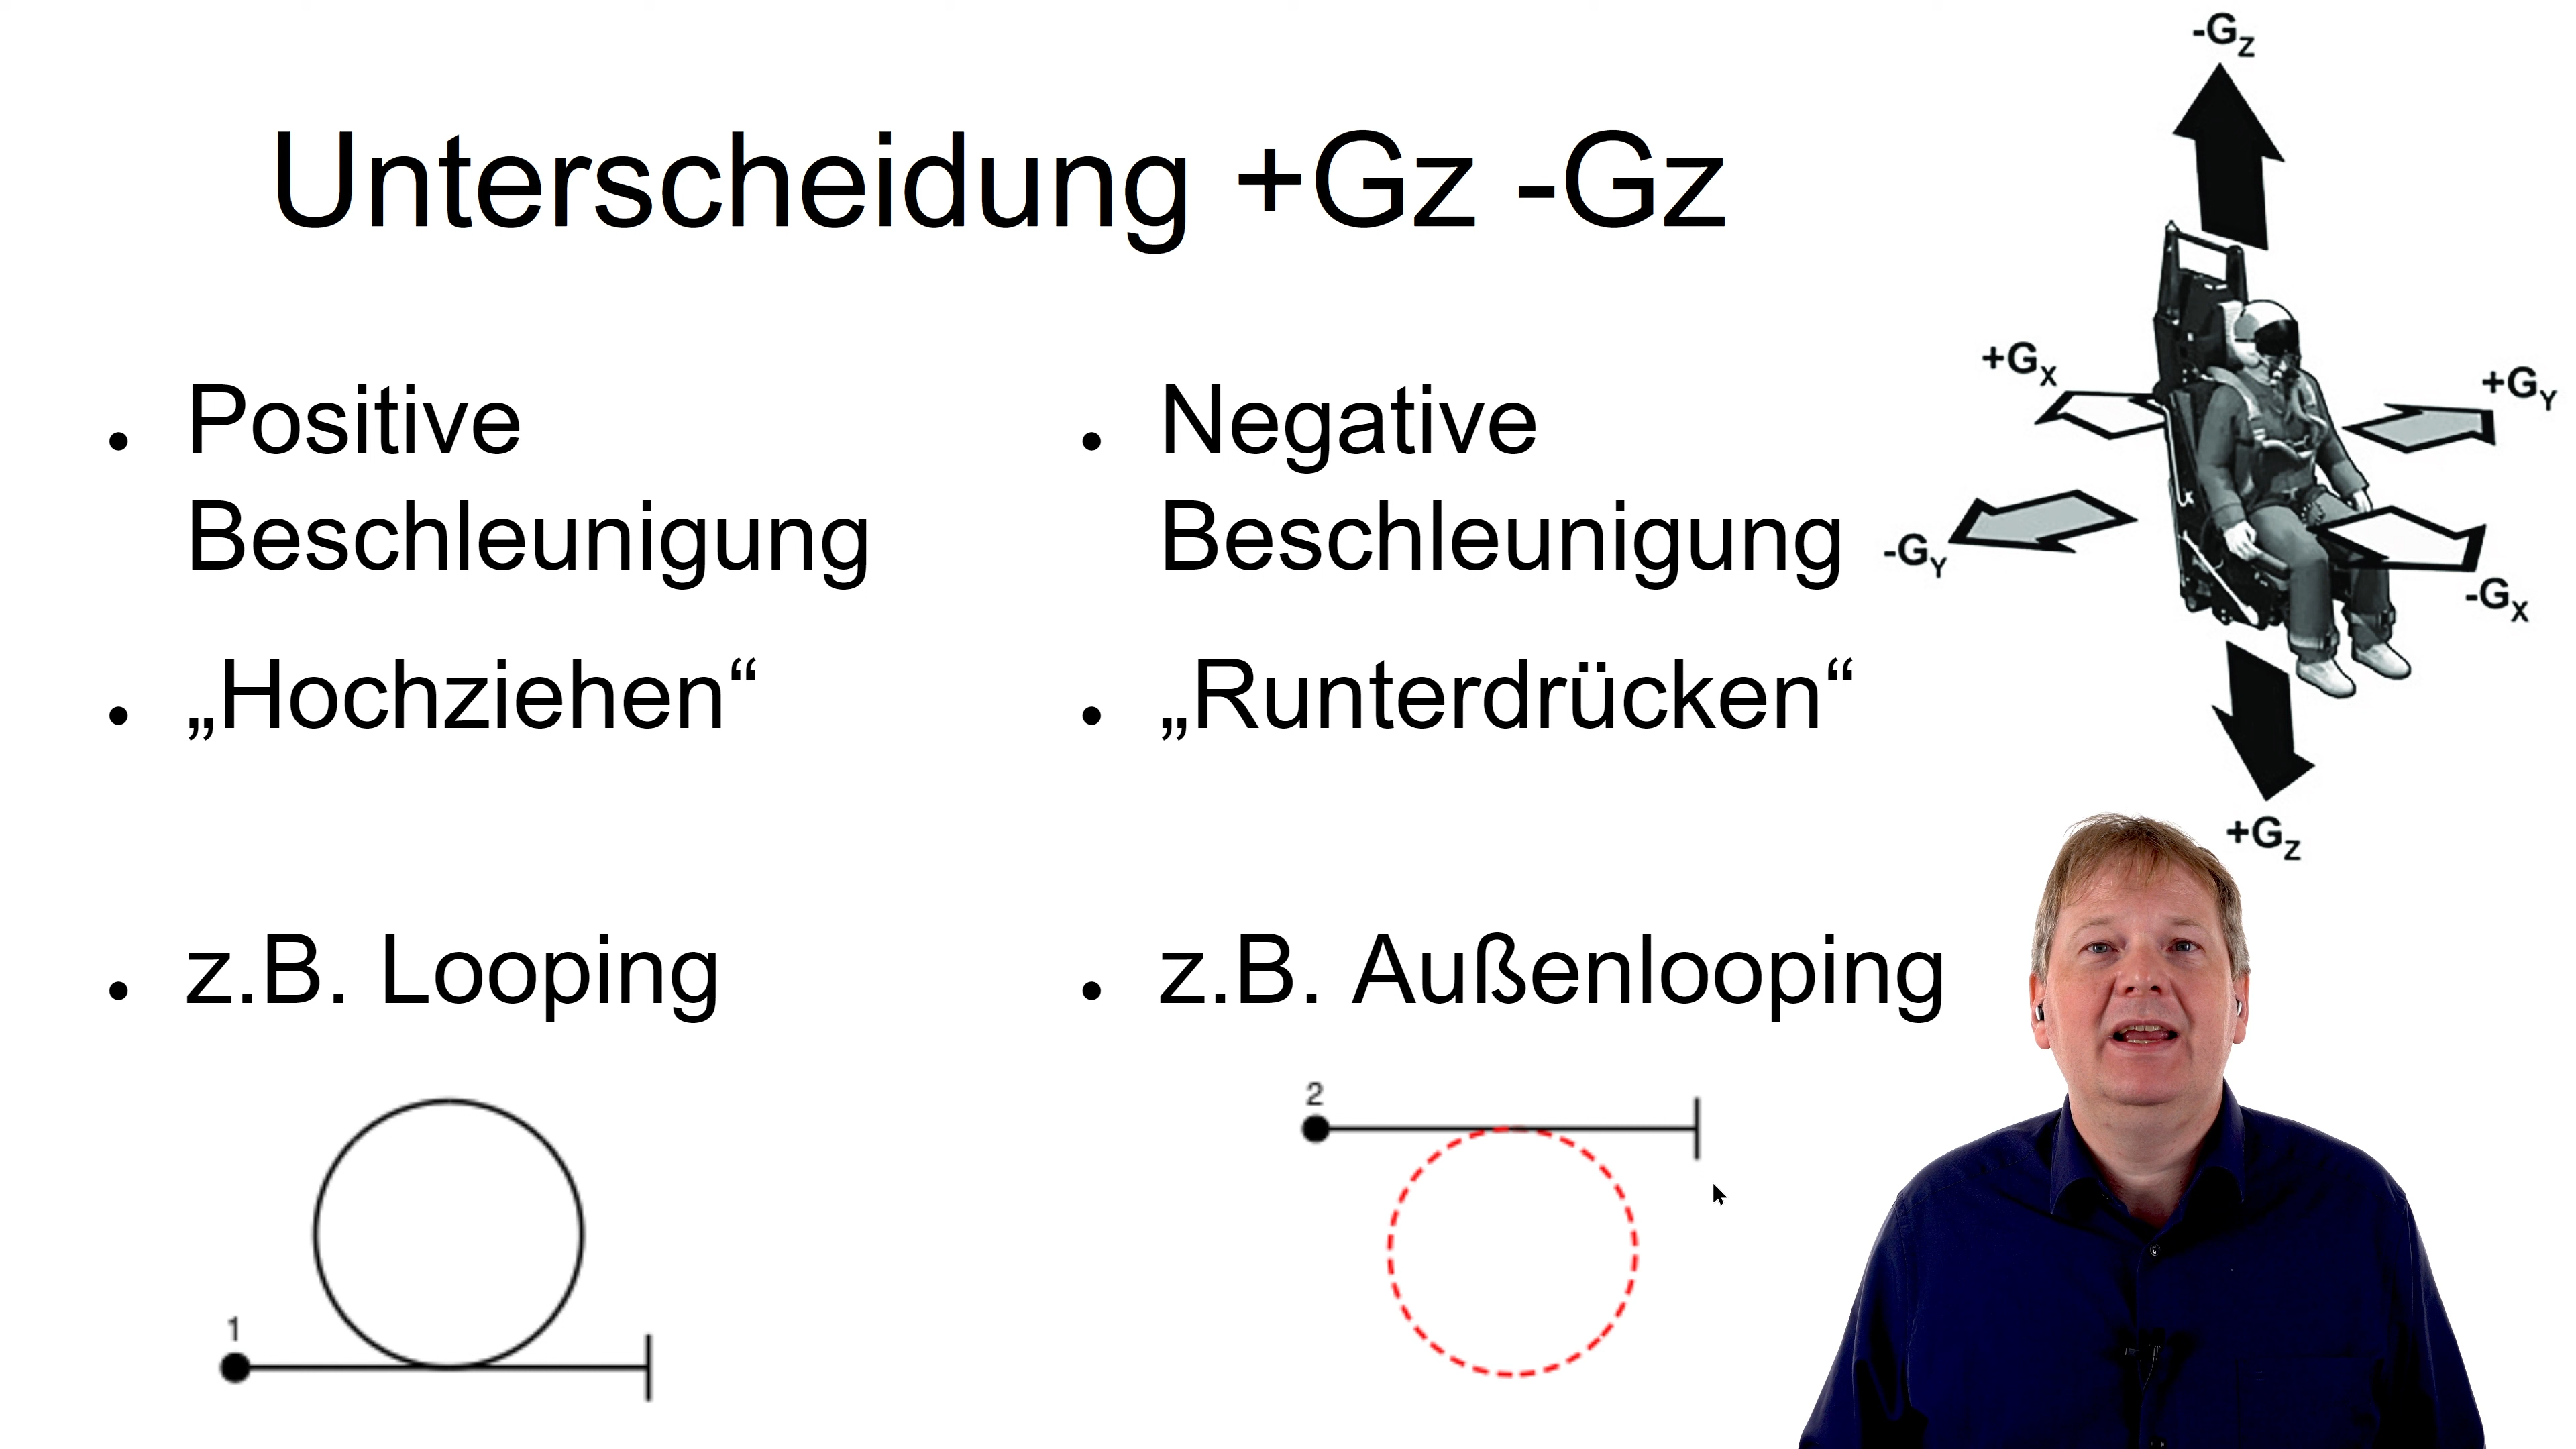 Unterscheidung +Gz -Gz
Positive
Beschleunigung
„Hochziehen“
z.B. Looping
1
Negative
Beschleunigung
„Runterdrücken“
z.B. Außenlooping
2
-GZ
+GX
+GY
-GY
-GX
+GZ